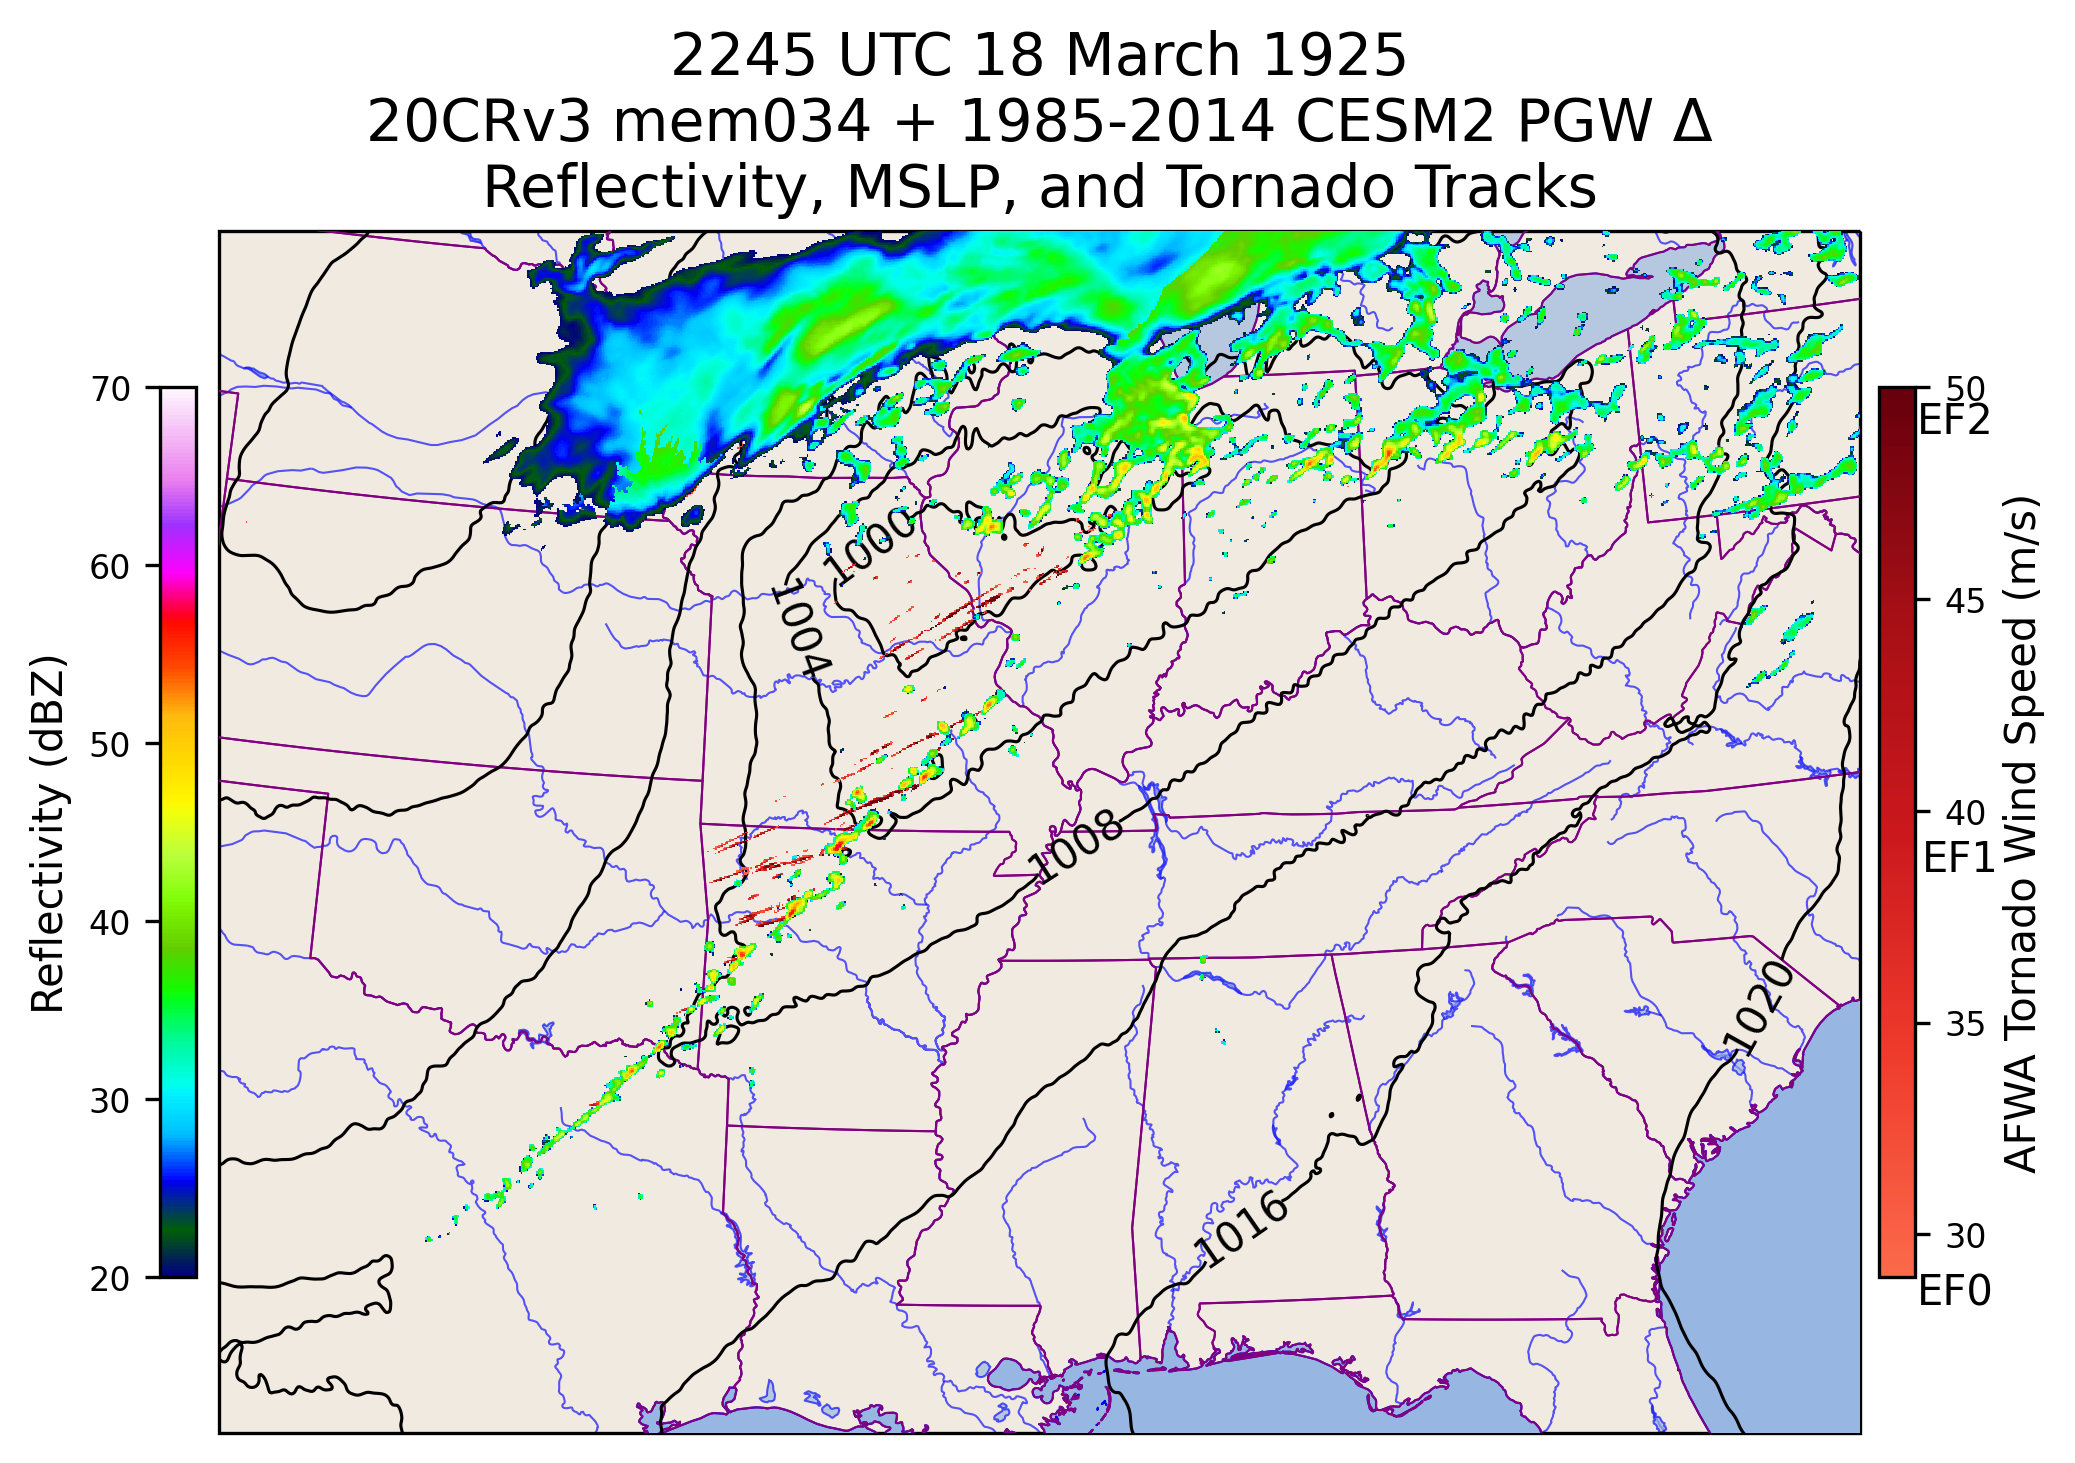 2245 UTC 18 March 1925
20CRv3 mem034 + 1985-2014 CESM2 PGW Δ
Reflectivity, MSLP, and Tornado Tracks
70
60
50
40
30
20
Reflectivity (dBZ)
1000
1004
1008
1016
1020
50
EF2
45
40
EF1
35
30
EF0
AFWA Tornado Wind Speed (m/s)